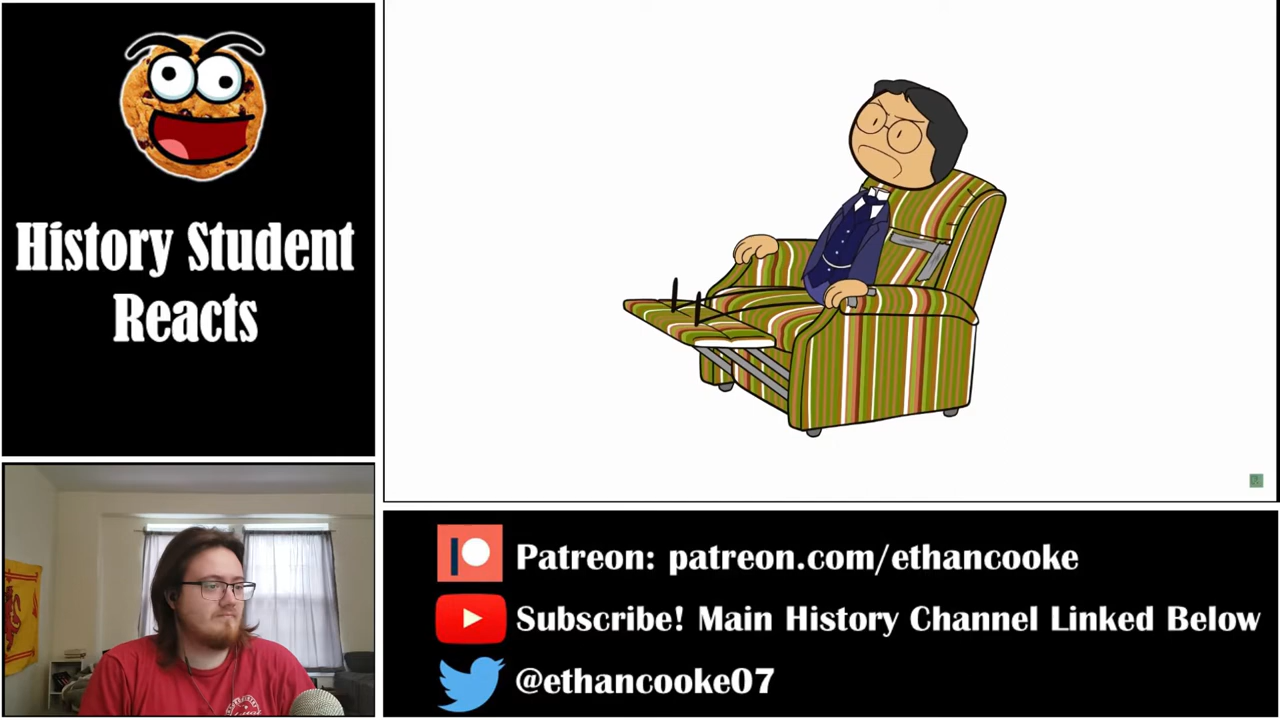 History Student
Reacts
Patreon: patreon.com/ethancooke
Subscribe! Main History Channel Linked Below
@ethancooke07